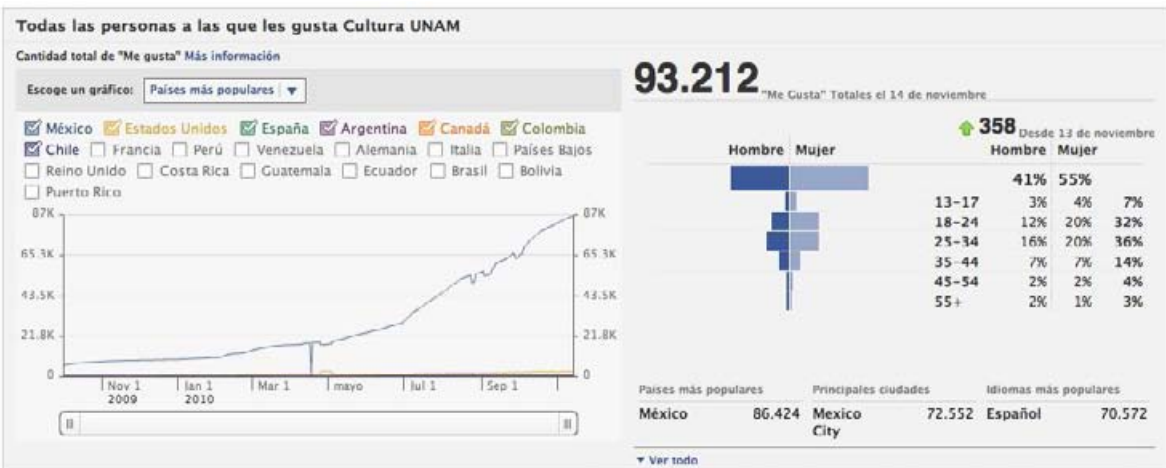 Todas las personas a las que les gusta Cultura UNAM
Cantidad total de "Me gusta" Más información
Escoge un gráfico: Países más populares
México Estados Unidos España Argentina Canadá Colombia
Chile Francia Perú Venezuela Alemania Italia Países Bajos
Reino Unido Costa Rica Guatemala Ecuador Brasil Bolivia
Puerto Rico
87K 87K
65.3K 65.3K
43.5K 43.5K
21.8K 21.8K
0 0
Nov 1 Jan 1 Mar 1 mayo Jul 1 Sep 1
2009 2010
93.212 "Me Gusta" Totales el 14 de noviembre
358 Desde 13 de noviembre
Hombre Mujer Hombre Mujer
41% 55%
13-17 3% 4% 7%
18-24 12% 20% 32%
25-34 16% 20% 36%
35-44 7% 7% 14%
45-54 2% 2% 4%
55+ 2% 1% 3%
Países más populares Principales ciudades Idiomas más populares
México 86.424 Mexico 72.552 Español 70.572
City
Ver todo